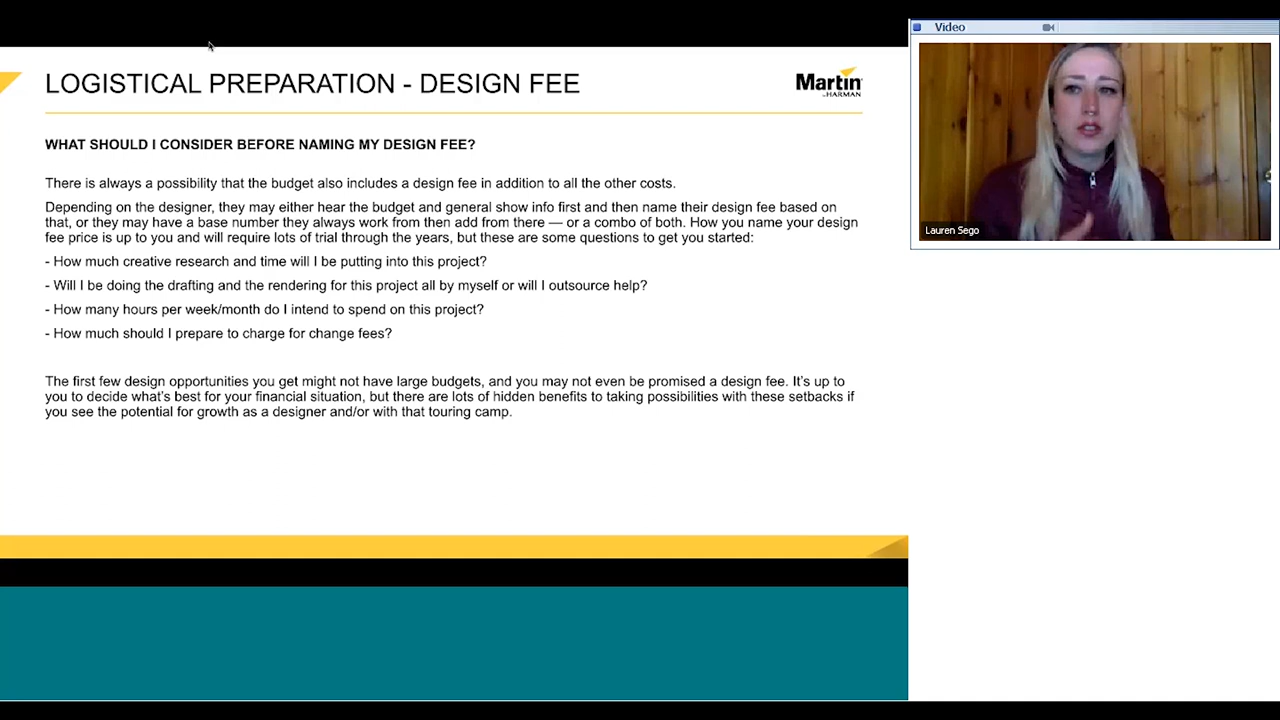 Video
LOGISTICAL PREPARATION - DESIGN FEE
Martin
by HARMAN
WHAT SHOULD I CONSIDER BEFORE NAMING MY DESIGN FEE?
There is always a possibility that the budget also includes a design fee in addition to all the other costs.
Depending on the designer, they may either hear the budget and general show info first and then name their design fee based on
that, or they may have a base number they always work from then add from there — or a combo of both. How you name your design
fee price is up to you and will require lots of trial through the years, but these are some questions to get you started:
- How much creative research and time will I be putting into this project?
- Will I be doing the drafting and the rendering for this project all by myself or will I outsource help?
- How many hours per week/month do I intend to spend on this project?
- How much should I prepare to charge for change fees?
The first few design opportunities you get might not have large budgets, and you may not even be promised a design fee. It’s up to
you to decide what’s best for your financial situation, but there are lots of hidden benefits to taking possibilities with these setbacks if
you see the potential for growth as a designer and/or with that touring camp.
Lauren Sego